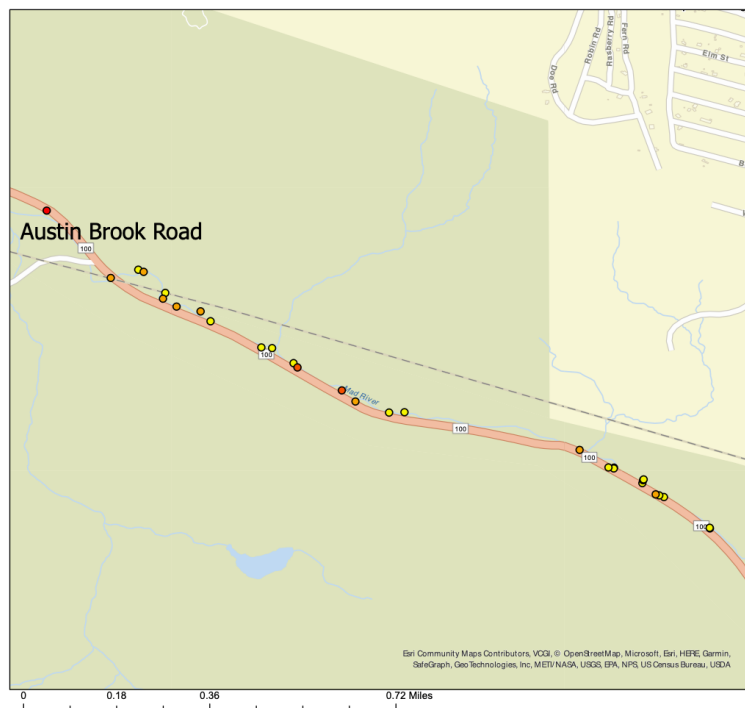 Elm St
Robin Rd
Rasberry Rd
Fern Rd
Doe Rd
B
Austin Brook Road
100
100
Mad River
100
100
100
Esri Community Maps Contributors, VCGI, © OpenStreetMap, Microsoft, Esri, HERE, Garmin,
SafeGraph, GeoTechnologies, Inc, METI/NASA, USGS, EPA, NPS, US Census Bureau, USDA
0 0.18 0.36 0.72 Miles